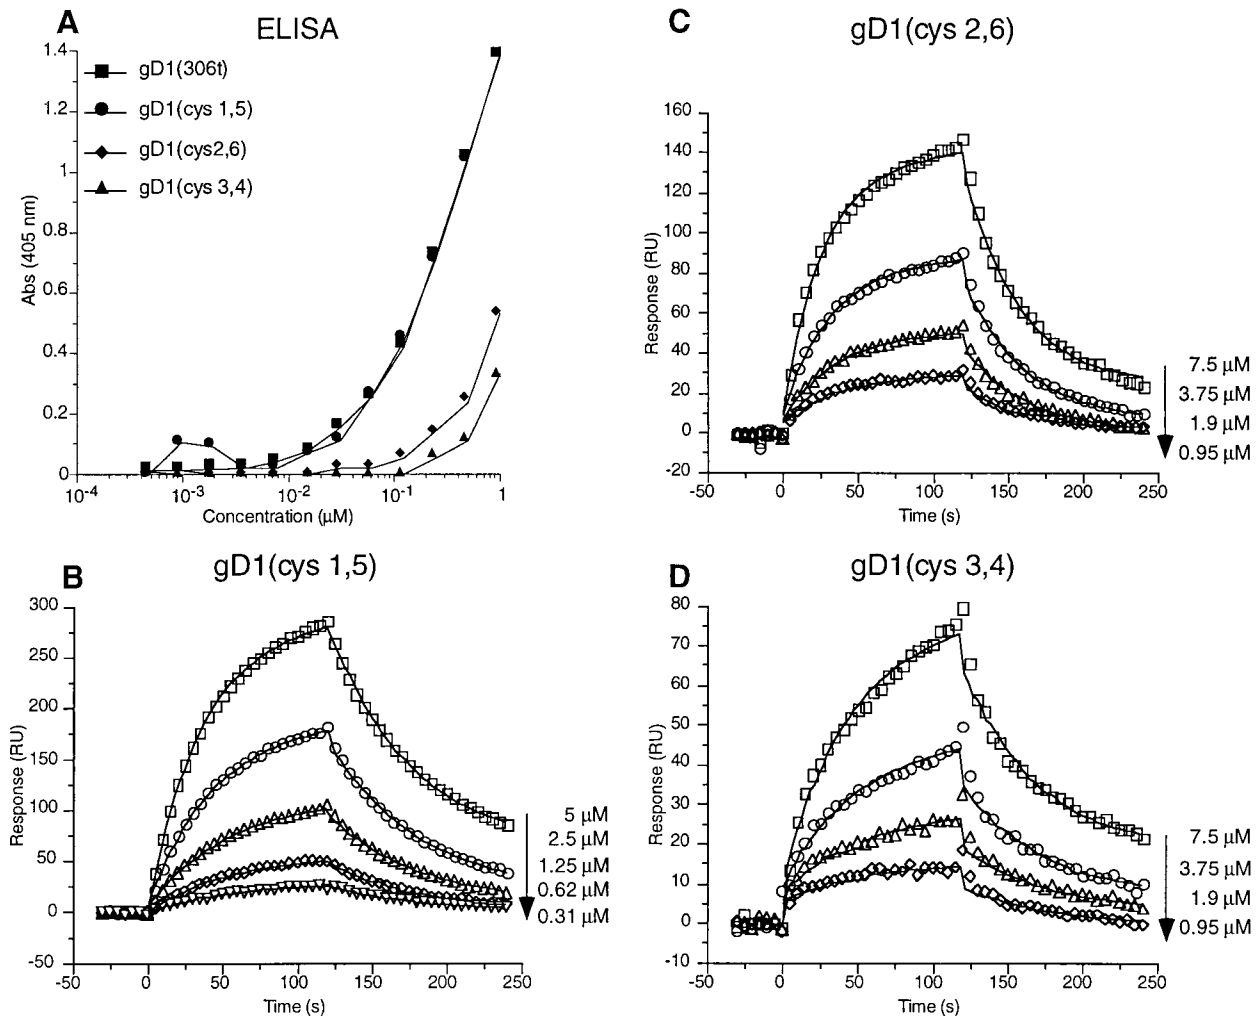 A
ELISA
1.4
1.2
1
0.8
0.6
0.4
0.2
0
Abs (405 nm)
gD1(306t)
gD1(cys 1,5)
gD1(cys2,6)
gD1(cys 3,4)
10-4
10-3
10-2
10-1
1
Concentration (µM)
B
gD1(cys 1,5)
300
250
200
150
100
50
0
-50
Response (RU)
-50
0
50
100
150
200
250
Time (s)
5 µM
2.5 µM
1.25 µM
0.62 µM
0.31 µM
C
gD1(cys 2,6)
160
140
120
100
80
60
40
20
0
-20
Response (RU)
-50
0
50
100
150
200
250
Time (s)
7.5 µM
3.75 µM
1.9 µM
0.95 µM
D
gD1(cys 3,4)
80
70
60
50
40
30
20
10
0
-10
Response (RU)
-50
0
50
100
150
200
250
Time (s)
7.5 µM
3.75 µM
1.9 µM
0.95 µM